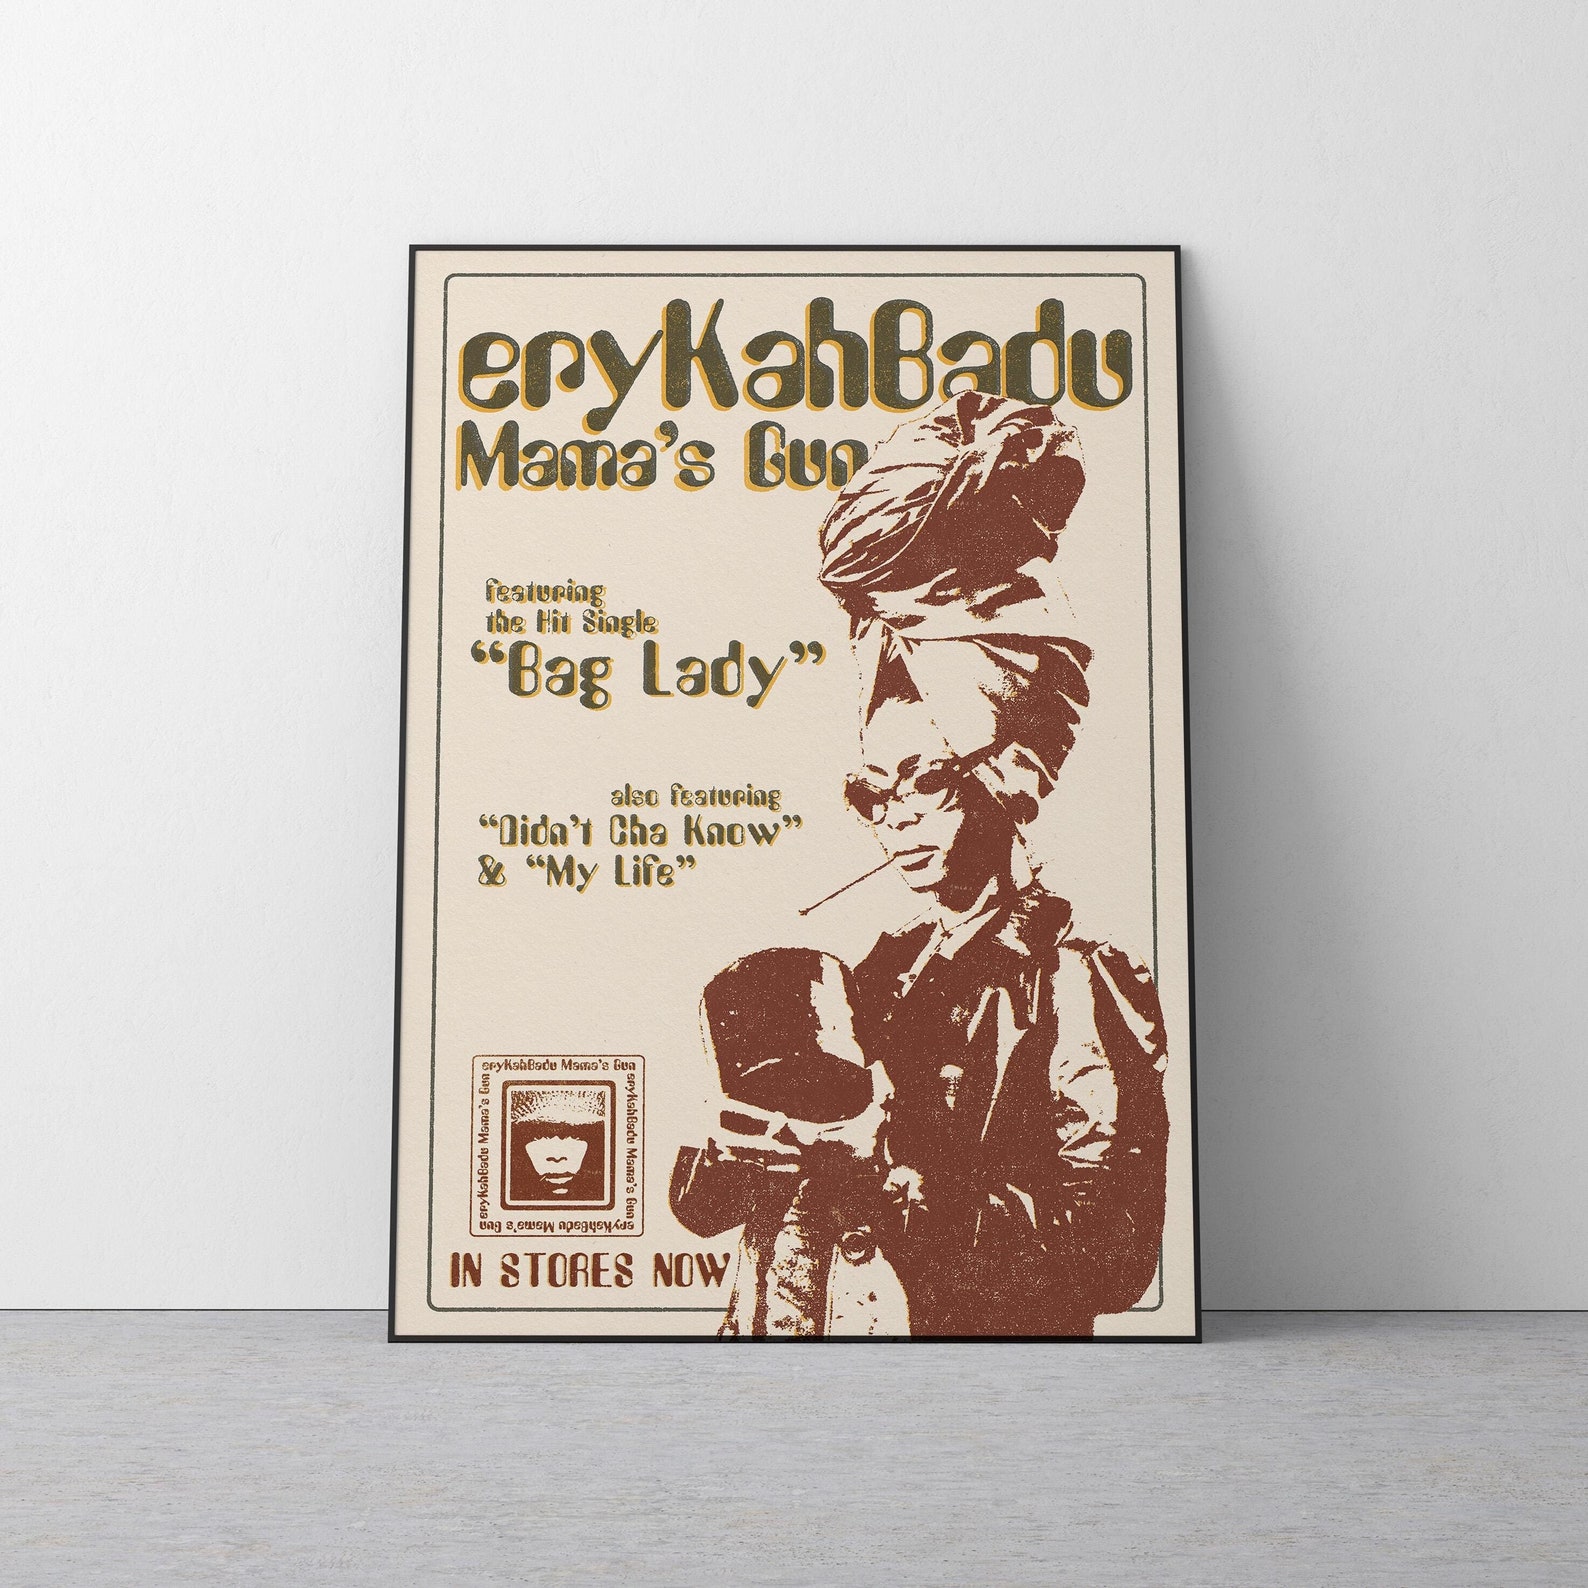 eryKahBadu
Mama's Gun
featuring
the Hit Single
“Bag Lady”
also featuring
“Didn't Cha Know”
& “My Life”
eryKahBadu Mama's Gun
eryKahBadu Mama's Gun
eryKahBadu Mama's Gun
eryKahBadu Mama's Gun
IN STORES NOW